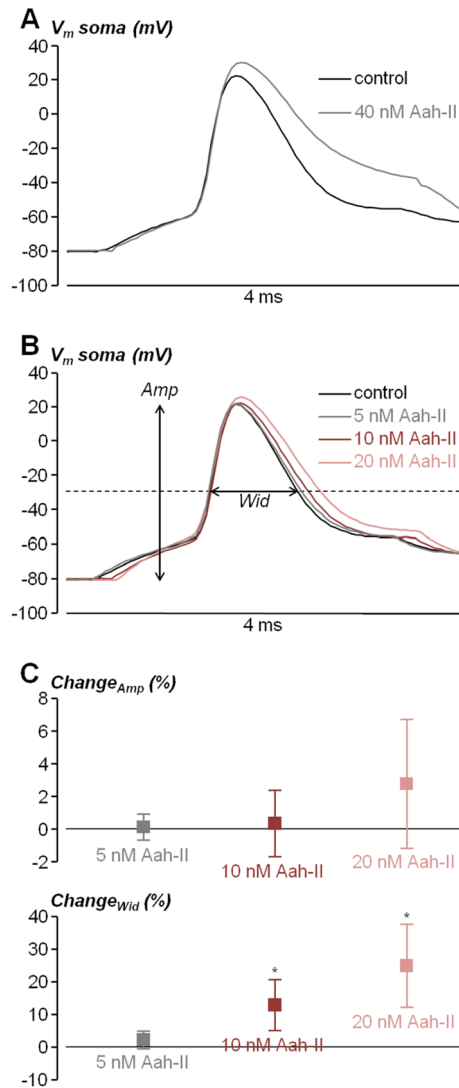 A
V_m soma (mV)
40
20
0
-20
-40
-60
-80
-100
control
40 nM Aah-II
4 ms
B
V_m soma (mV)
40
20
0
-20
-40
-60
-80
-100
Amp
control
5 nM Aah-II
10 nM Aah-II
20 nM Aah-II
Wid
4 ms
C
Change_Amp (%)
8
6
4
2
0
-2
5 nM Aah-II
10 nM Aah-II
20 nM Aah-II
Change_Wid (%)
40
30
20
10
0
-10
*
*
5 nM Aah-II
10 nM Aah-II
20 nM Aah-II